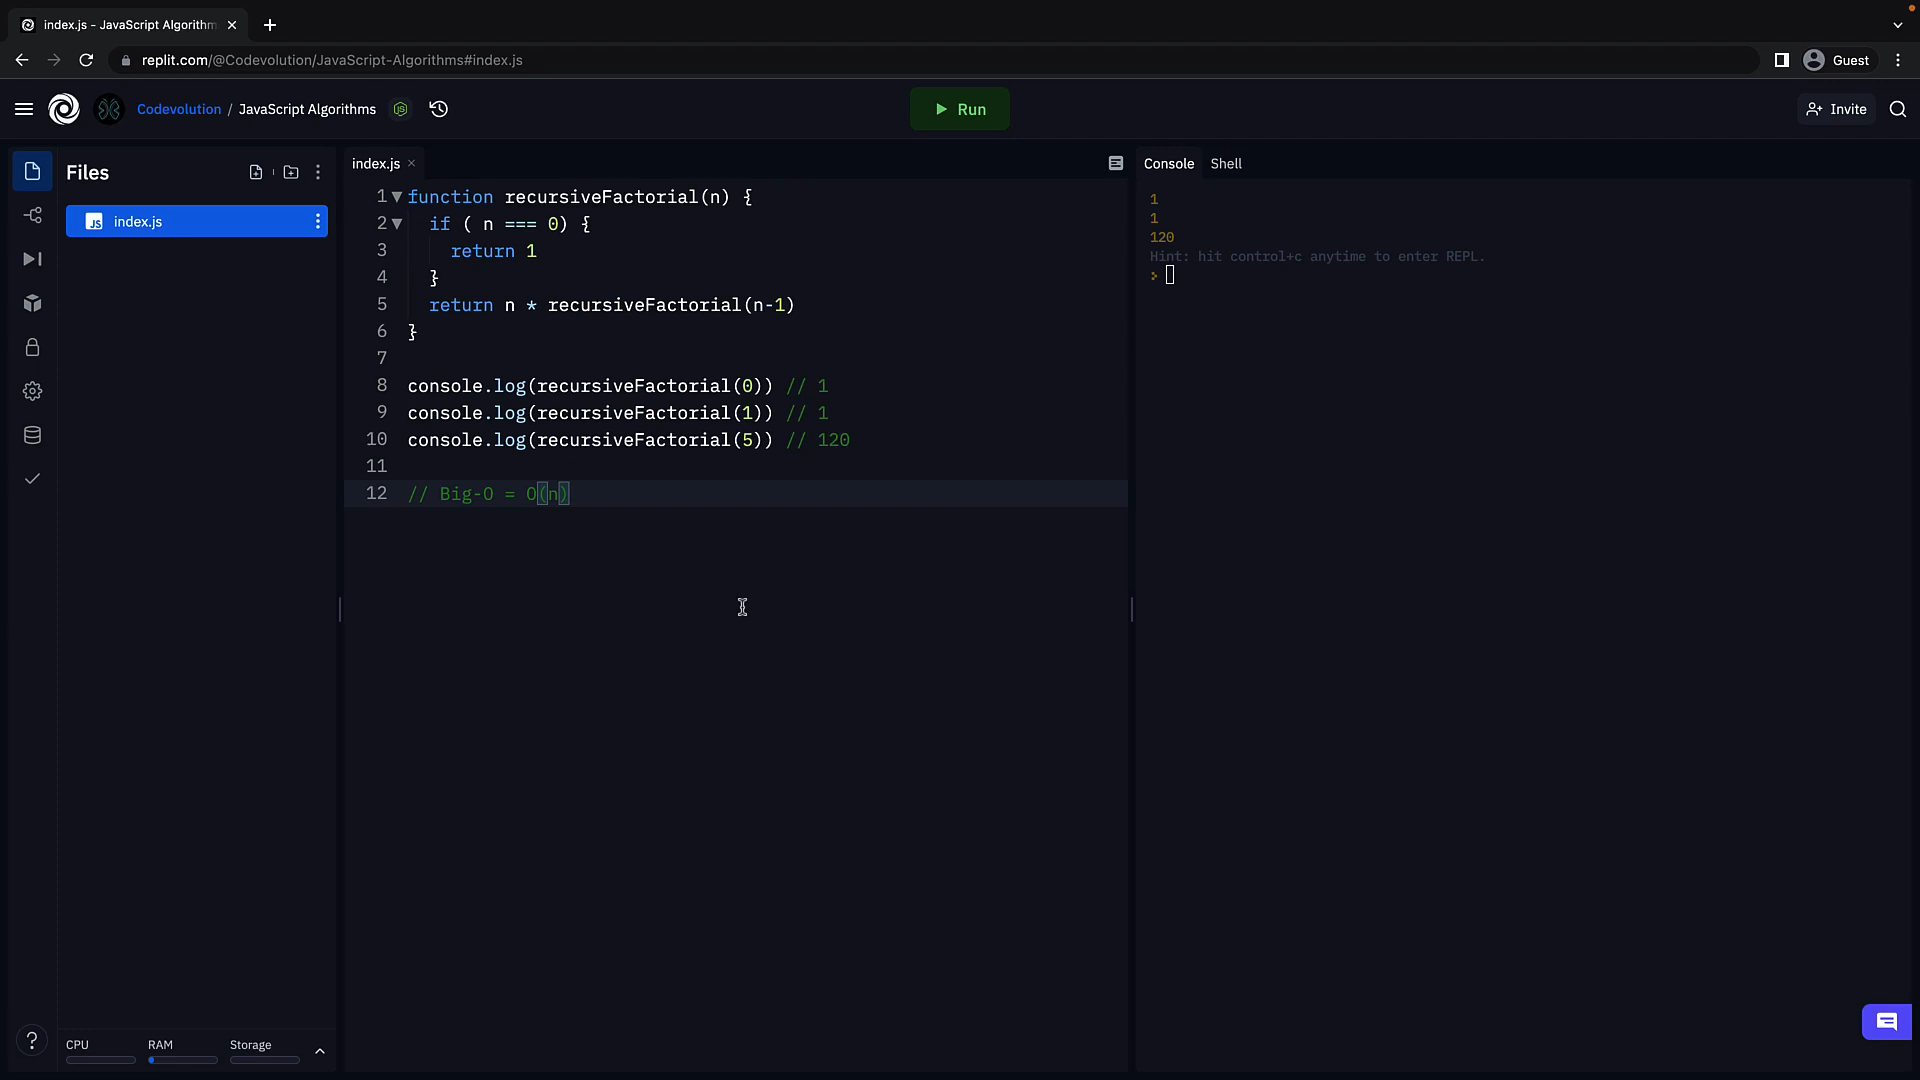 index.js - JavaScript Algorithm
replit.com/@Codevolution/JavaScript-Algorithms#index.js
Guest
Codevolution / JavaScript Algorithms
Run
Invite
Files
index.js
JS index.js
CPU
RAM
Storage
1 function recursiveFactorial(n) {
2 if ( n === 0) {
3 return 1
4 }
5 return n * recursiveFactorial(n-1)
6 }
7
8 console.log(recursiveFactorial(0)) // 1
9 console.log(recursiveFactorial(1)) // 1
10 console.log(recursiveFactorial(5)) // 120
11
12 // Big-O = O(n)
Console Shell
1
1
120
Hint: hit control+c anytime to enter REPL.